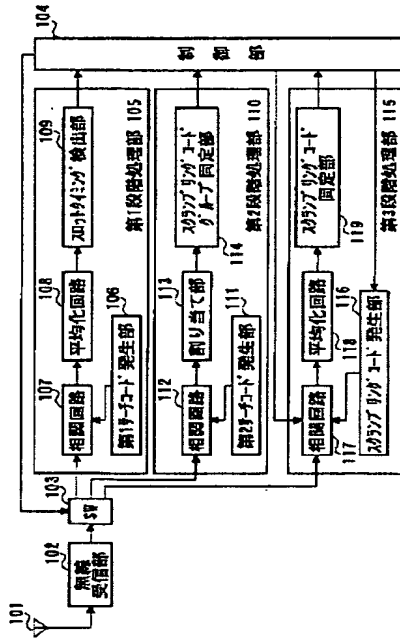 101
102
無線
受信部
103
SW
104
制御部
第1段階処理部 105
107
相関回路
108
平均化回路
109
スロットタイミング検出部
106
第1サーチコード発生部
第2段階処理部 110
112
相関回路
113
割り当て部
スクランブリングコード
グループ同定部
114
111
第2サーチコード発生部
第3段階処理部 115
相関回路
117
平均化回路
118
スクランブリングコード
同定部
119
116
スクランブリングコード発生部